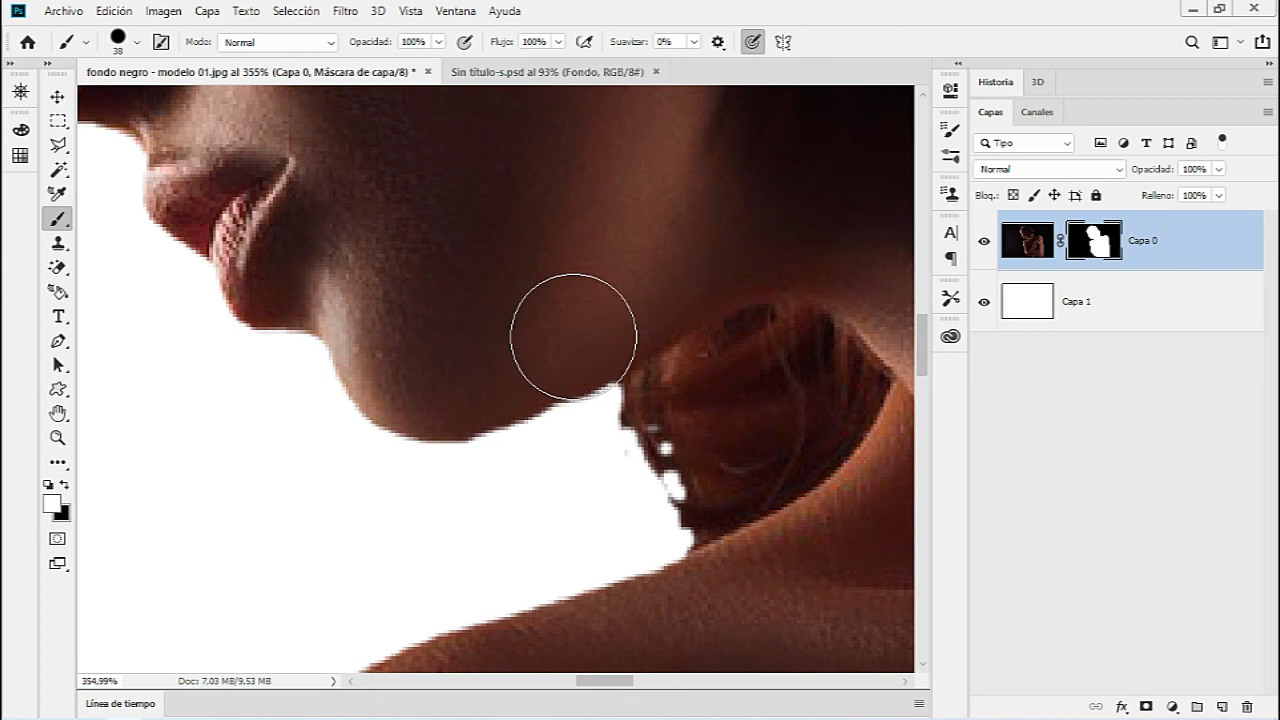 Ps Archivo Edición Imagen Capa Texto Selección Filtro 3D Vista Ventana Ayuda
38 Modo: Normal Opacidad: 100% Flujo: 100% Suavizar: 0%
fondo negro - modelo 01.jpg al 355% (Capa 0, Máscara de capa/8) * Sin título-s.psd al 93% (Fondo, RGB/8#)
Historia 3D
Capas Canales
Tipo
Normal Opacidad: 100%
Bloq.: Relleno: 100%
Capa 0
Capa 1
354,99% Doc: 7,03 MB/9,53 MB
Línea de tiempo